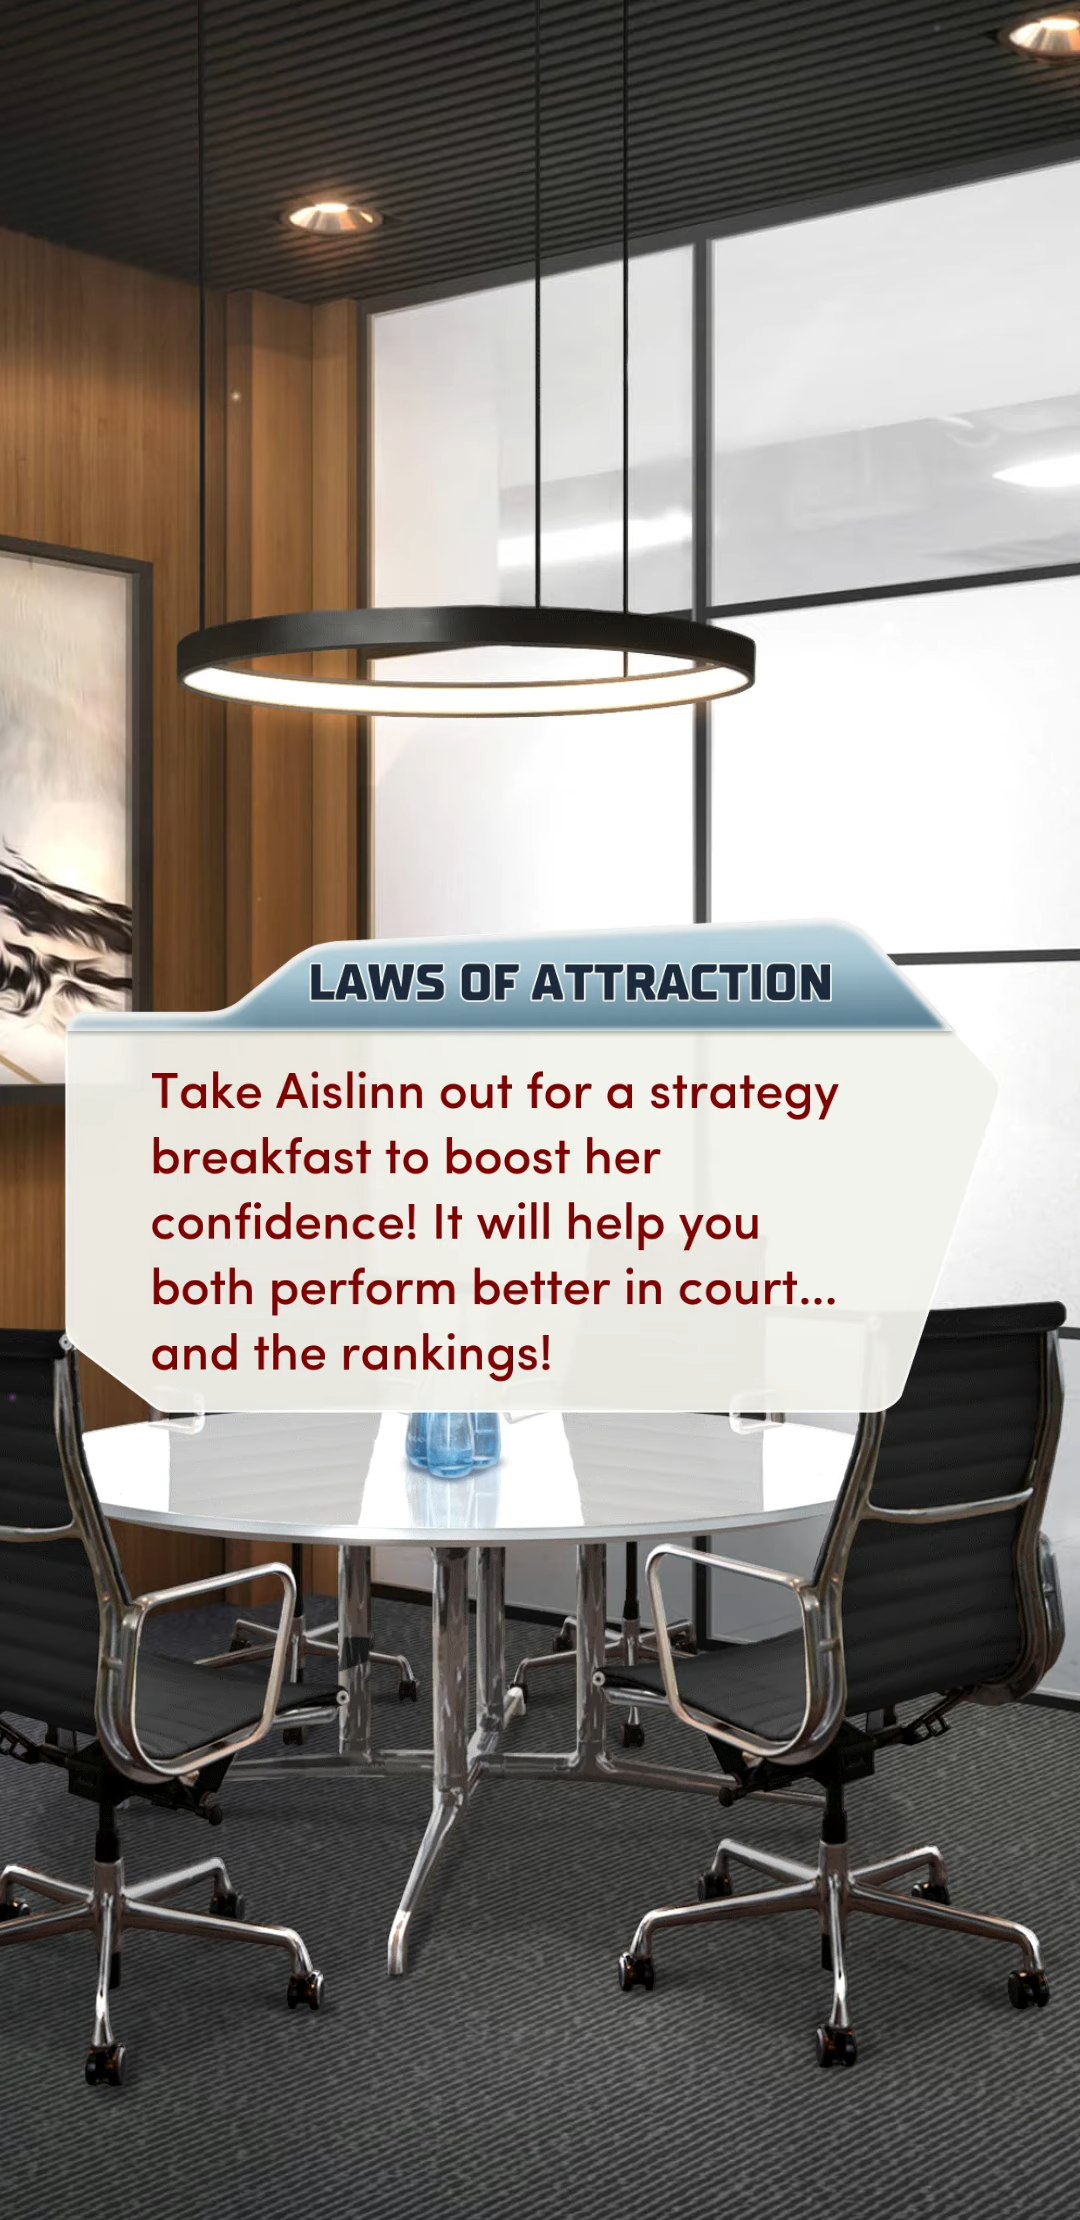 LAWS OF ATTRACTION
Take Aislinn out for a strategy
breakfast to boost her
confidence! It will help you
both perform better in court...
and the rankings!